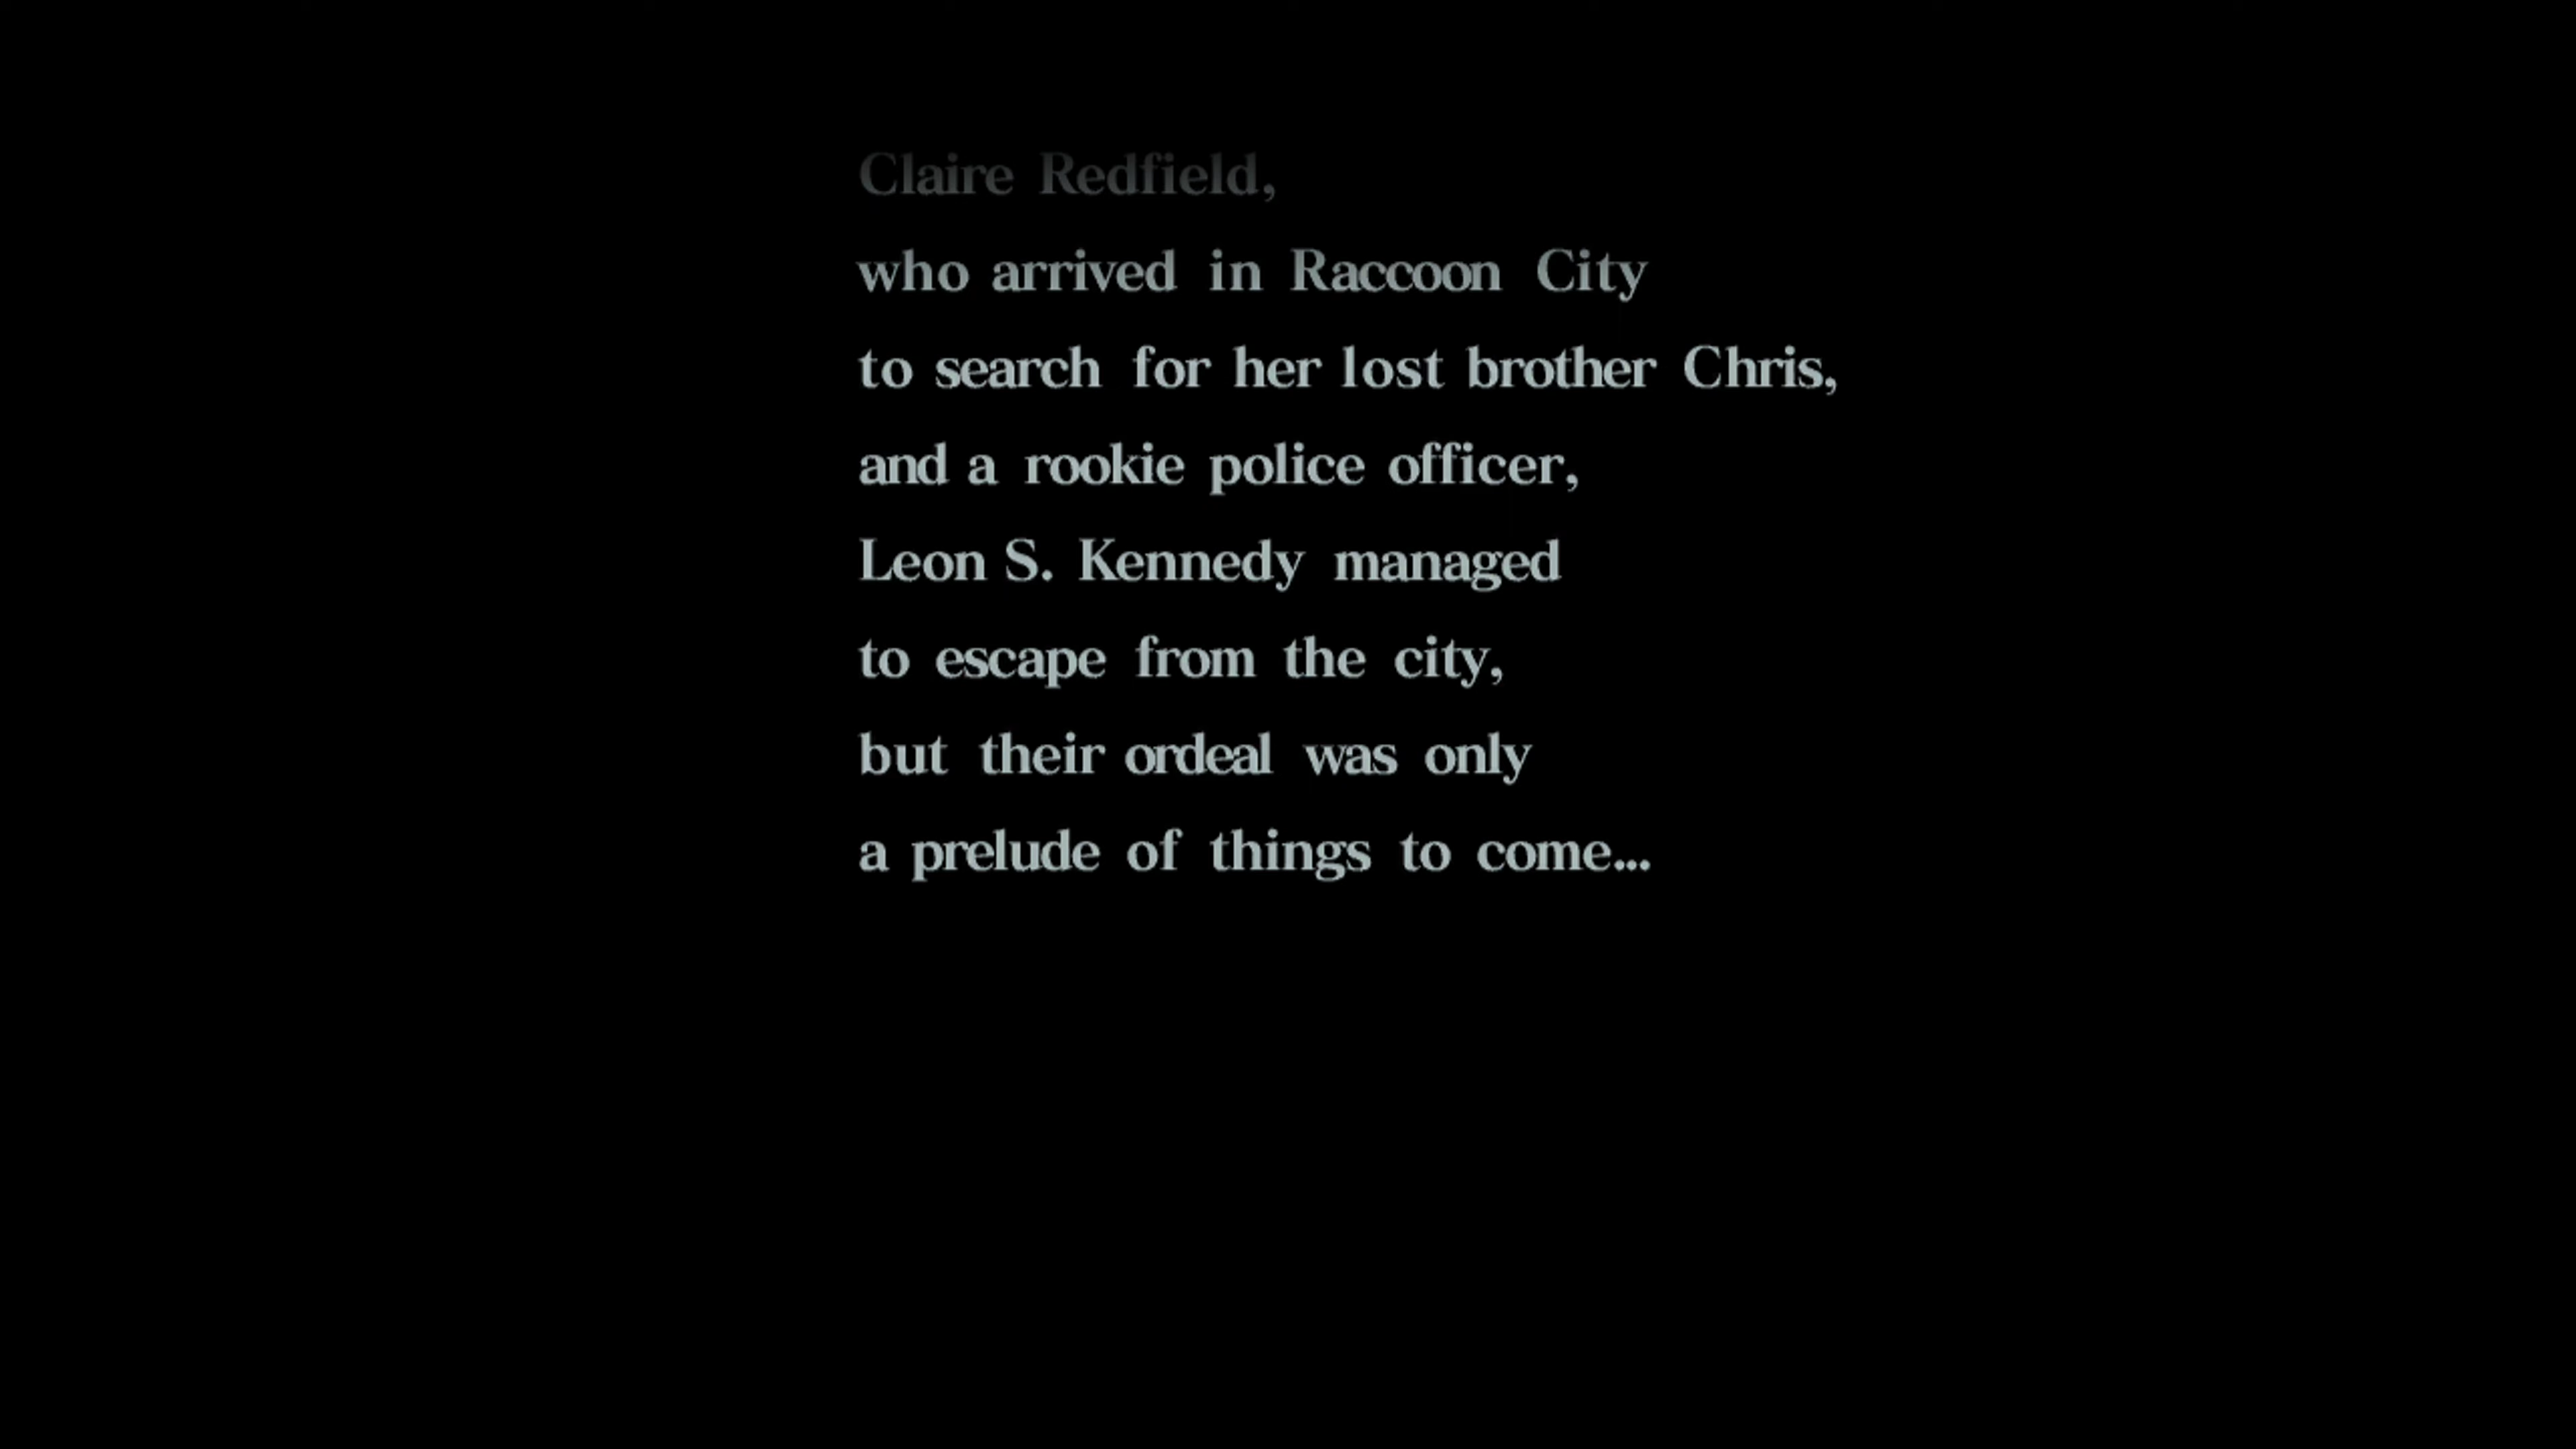 Claire Redfield,
who arrived in Raccoon City
to search for her lost brother Chris,
and a rookie police officer,
Leon S. Kennedy managed
to escape from the city,
but their ordeal was only
a prelude of things to come...